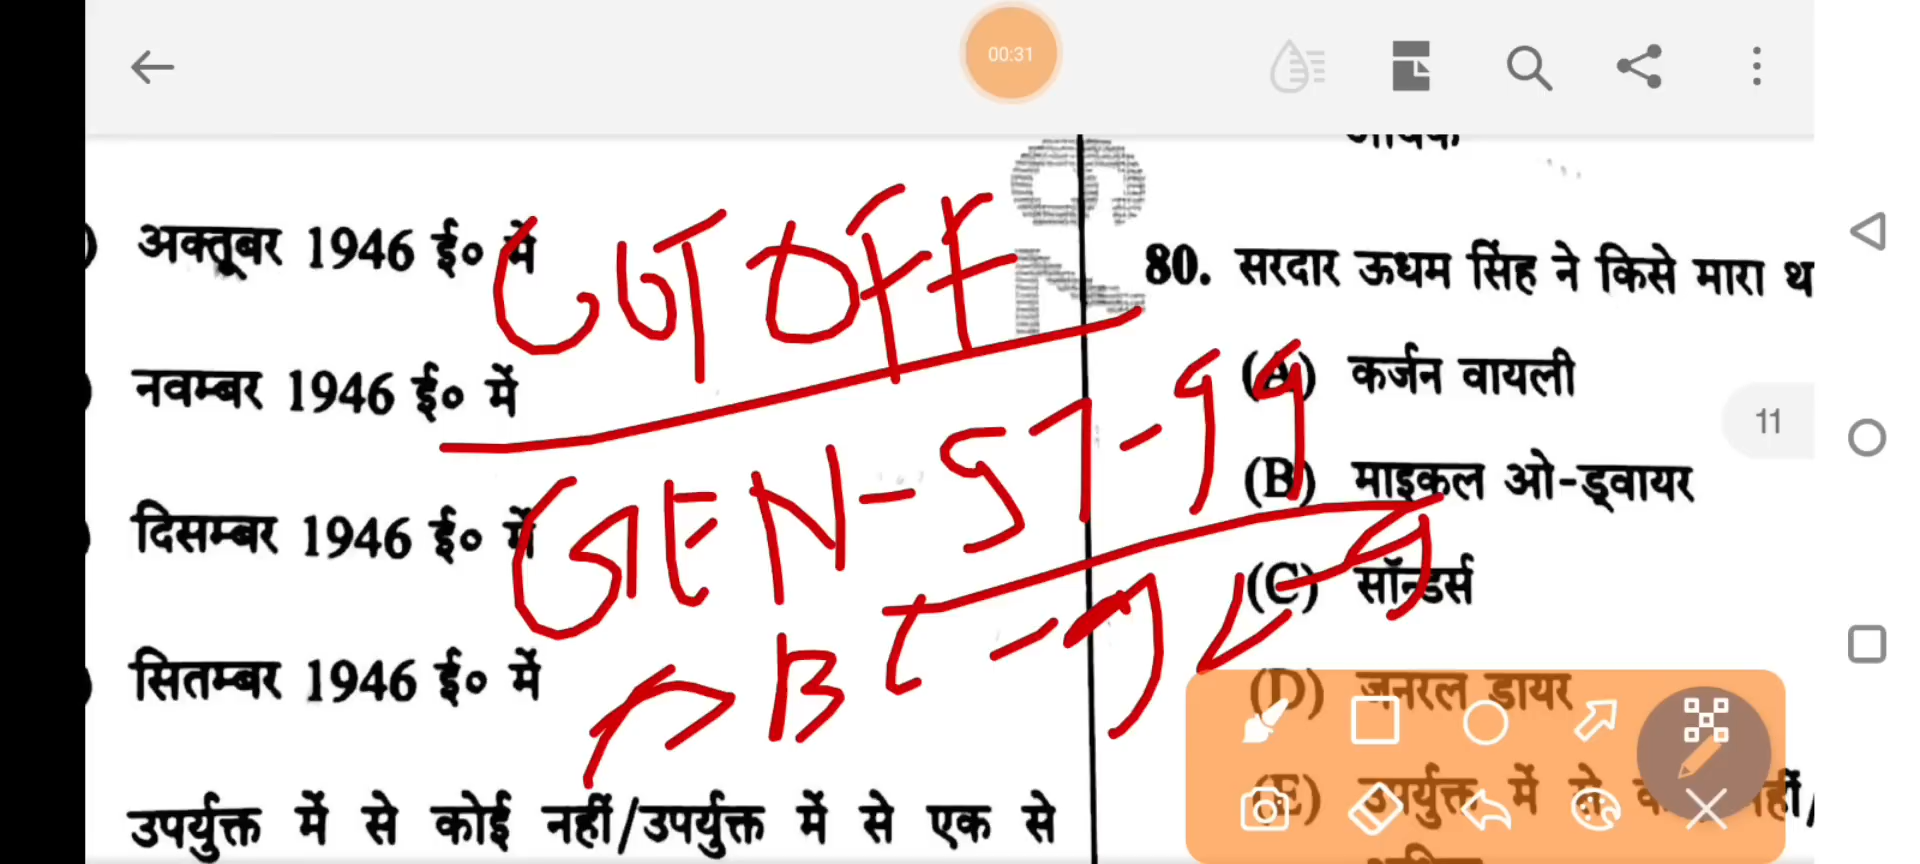 00:31
अक्तूबर 1946 ई० में
नवम्बर 1946 ई० में
दिसम्बर 1946 ई० में
सितम्बर 1946 ई० में
उपर्युक्त में से कोई नहीं/उपर्युक्त में से एक से
80. सरदार ऊधम सिंह ने किसे मारा
(A) कर्जन वायली
(B) माइकल ओ-ड्वायर
(C) सॉन्डर्स
(D) जनरल डायर
(E) उपर्युक्त में से
11
CUT OFF
GEN-
BC-